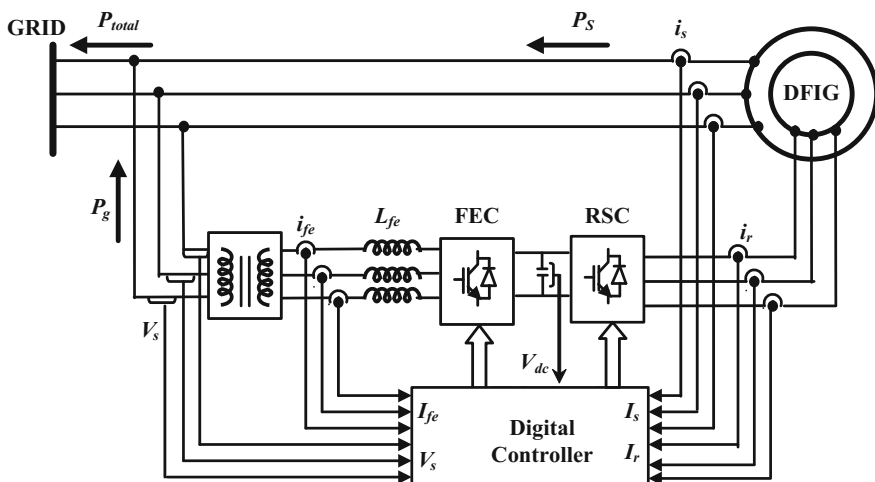 GRID
P_total
P_S
i_s
DFIG
P_g
i_fe
L_fe
FEC
RSC
i_r
V_s
V_dc
I_fe
I_s
Digital
Controller
V_s
I_r